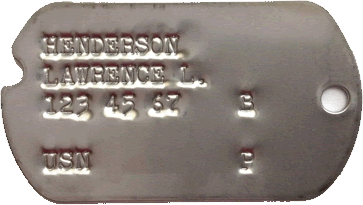 HENDERSON
LAWRENCE L.
123 45 67 B
USN P